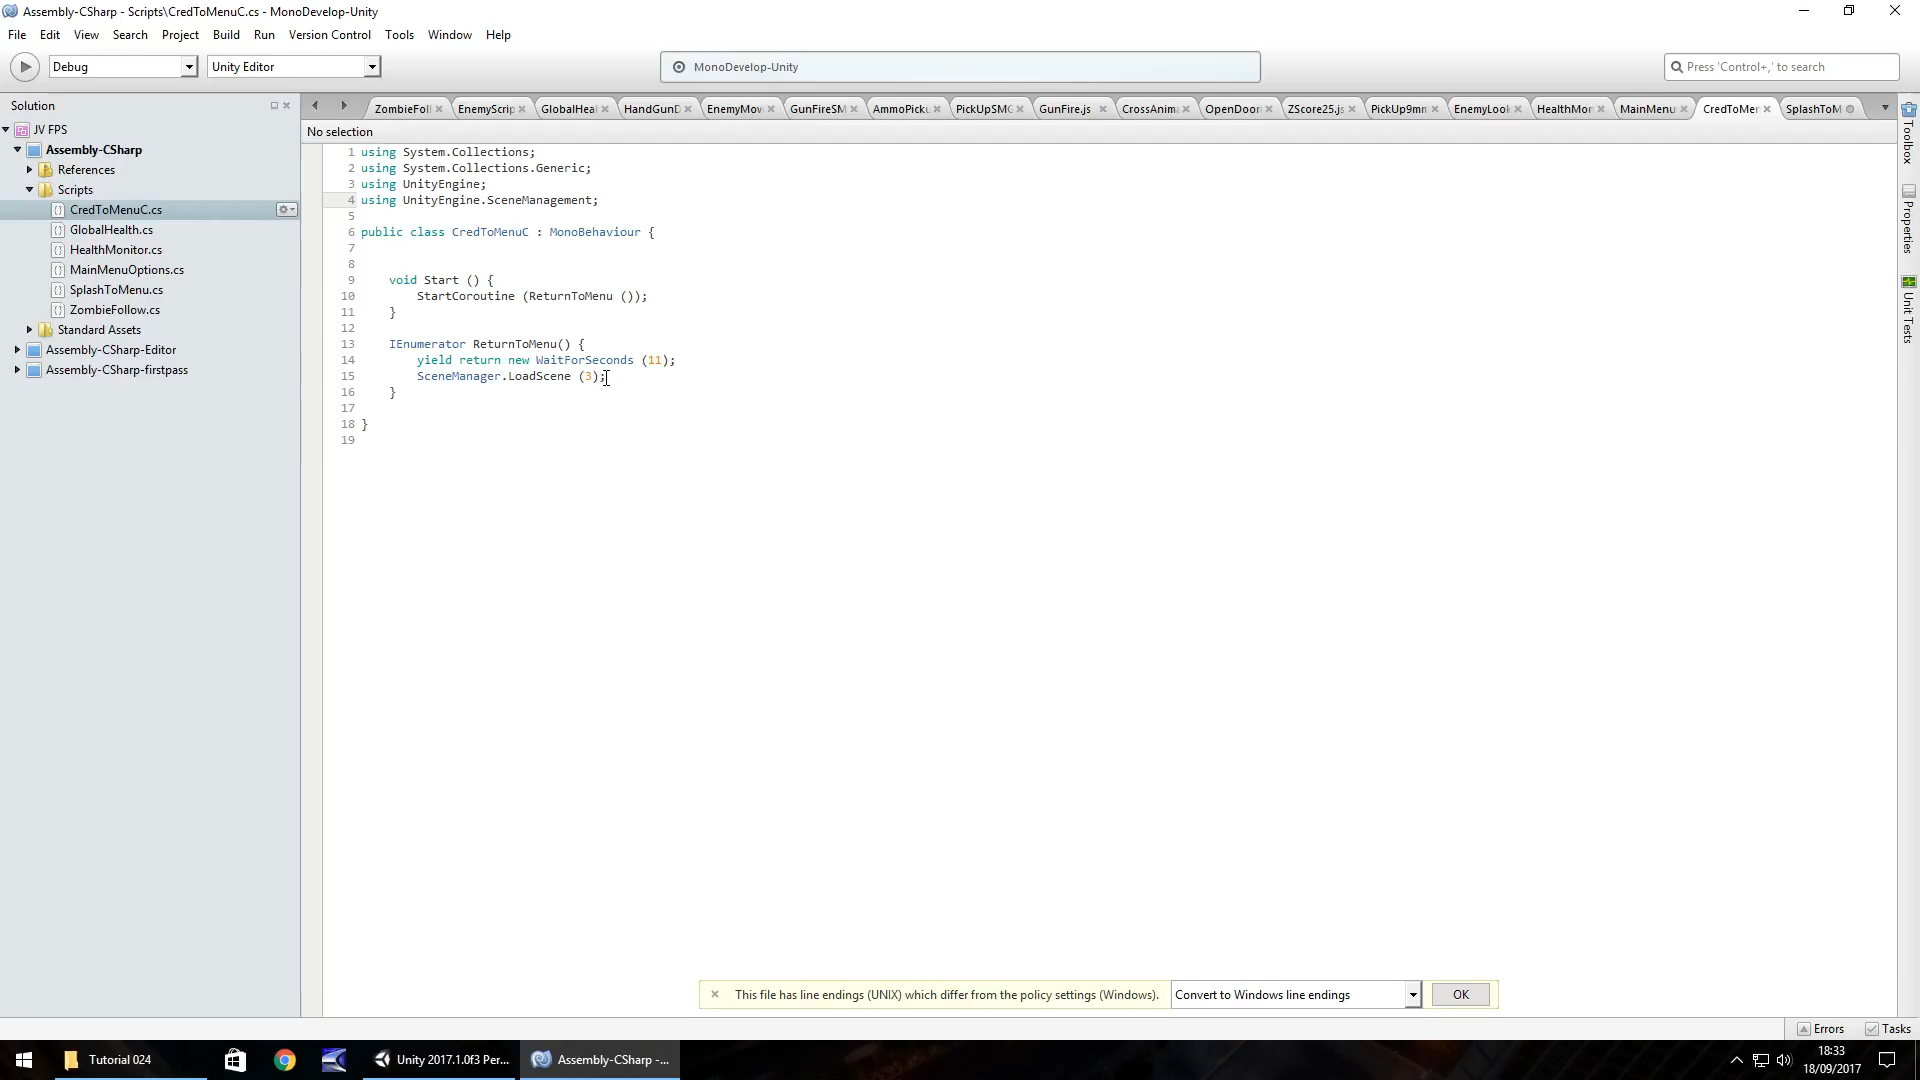 Assembly-CSharp - Scripts\CredToMenuC.cs - MonoDevelop-Unity
File Edit View Search Project Build Run Version Control Tools Window Help
Debug Unity Editor MonoDevelop-Unity Press 'Control+,' to search
Solution
JV FPS
Assembly-CSharp
References
Scripts
CredToMenuC.cs
GlobalHealth.cs
HealthMonitor.cs
MainMenuOptions.cs
SplashToMenu.cs
ZombieFollow.cs
Standard Assets
Assembly-CSharp-Editor
Assembly-CSharp-firstpass
ZombieFoll EnemyScrip GlobalHeal HandGunD EnemyMov GunFireSM AmmoPicku PickUpSMG GunFire.js CrossAnima OpenDoor ZScore25.js PickUp9mm EnemyLook HealthMon MainMenu CredToMen SplashToM
No selection
1 using System.Collections;
2 using System.Collections.Generic;
3 using UnityEngine;
4 using UnityEngine.SceneManagement;
5
6 public class CredToMenuC : MonoBehaviour {
7
8
9 void Start () {
10 StartCoroutine (ReturnToMenu ());
11 }
12
13 IEnumerator ReturnToMenu() {
14 yield return new WaitForSeconds (11);
15 SceneManager.LoadScene (3);
16 }
17
18 }
19
Toolbox
Properties
Unit Tests
This file has line endings (UNIX) which differ from the policy settings (Windows). Convert to Windows line endings OK
Errors Tasks
Tutorial 024 Unity 2017.1.0f3 Per... Assembly-CSharp -...
18:33
18/09/2017